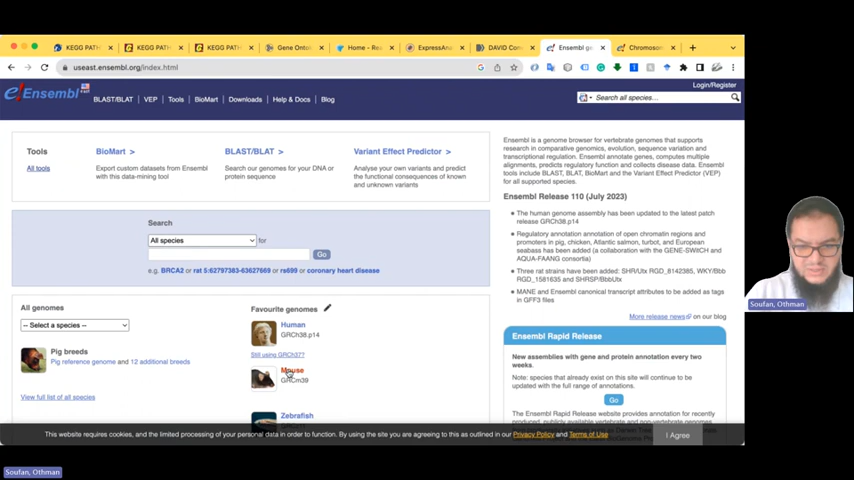 KEGG PATH
KEGG PATH
KEGG PATH
Gene Ontol
Home - Rea
ExpressAna
DAVID Con
Ensembl ge
Chromoso
useast.ensembl.org/index.html
Login/Register
e!Ensembl
BLAST/BLAT VEP Tools BioMart Downloads Help & Docs Blog
Search all species…
Tools
All tools
BioMart >
Export custom datasets from Ensembl
with this data-mining tool
BLAST/BLAT >
Search our genomes for your DNA or
protein sequence
Variant Effect Predictor >
Analyse your own variants and predict
the functional consequences of known
and unknown variants
Search
All species for
Go
e.g. BRCA2 or rat 5:62797383-63627669 or rs699 or coronary heart disease
All genomes
-- Select a species --
Pig breeds
Pig reference genome and 12 additional breeds
View full list of all species
Favourite genomes
Human
GRCh38.p14
Still using GRCh37?
Mouse
GRCm39
Zebrafish
Ensembl is a genome browser for vertebrate genomes that supports
research in comparative genomics, evolution, sequence variation and
transcriptional regulation. Ensembl annotate genes, computes multiple
alignments, predicts regulatory function and collects disease data. Ensembl
tools include BLAST, BLAT, BioMart and the Variant Effect Predictor (VEP)
for all supported species.
Ensembl Release 110 (July 2023)
The human genome assembly has been updated to the latest patch
release GRCh38.p14
Regulatory annotation annotation of open chromatin regions and
promoters in pig, chicken, Atlantic salmon, turbot, and European
seabass has been added (a collaboration with the GENE-SWitCH and
AQUA-FAANG consortia)
Three rat strains have been added: SHR/Utx RGD_8142385, WKY/Bbb
RGD_1581635 and SHRSP/BbbUtx
MANE and Ensembl canonical transcript attributes to be added as tags
in GFF3 files
More release news on our blog
Ensembl Rapid Release
New assemblies with gene and protein annotation every two
weeks.
Note: species that already exist on this site will continue to be
updated with the full range of annotations.
Go
The Ensembl Rapid Release website provides annotation for recently
This website requires cookies, and the limited processing of your personal data in order to function. By using the site you are agreeing to this as outlined in our Privacy Policy and Terms of Use
I Agree
Soufan, Othman
Soufan, Othman